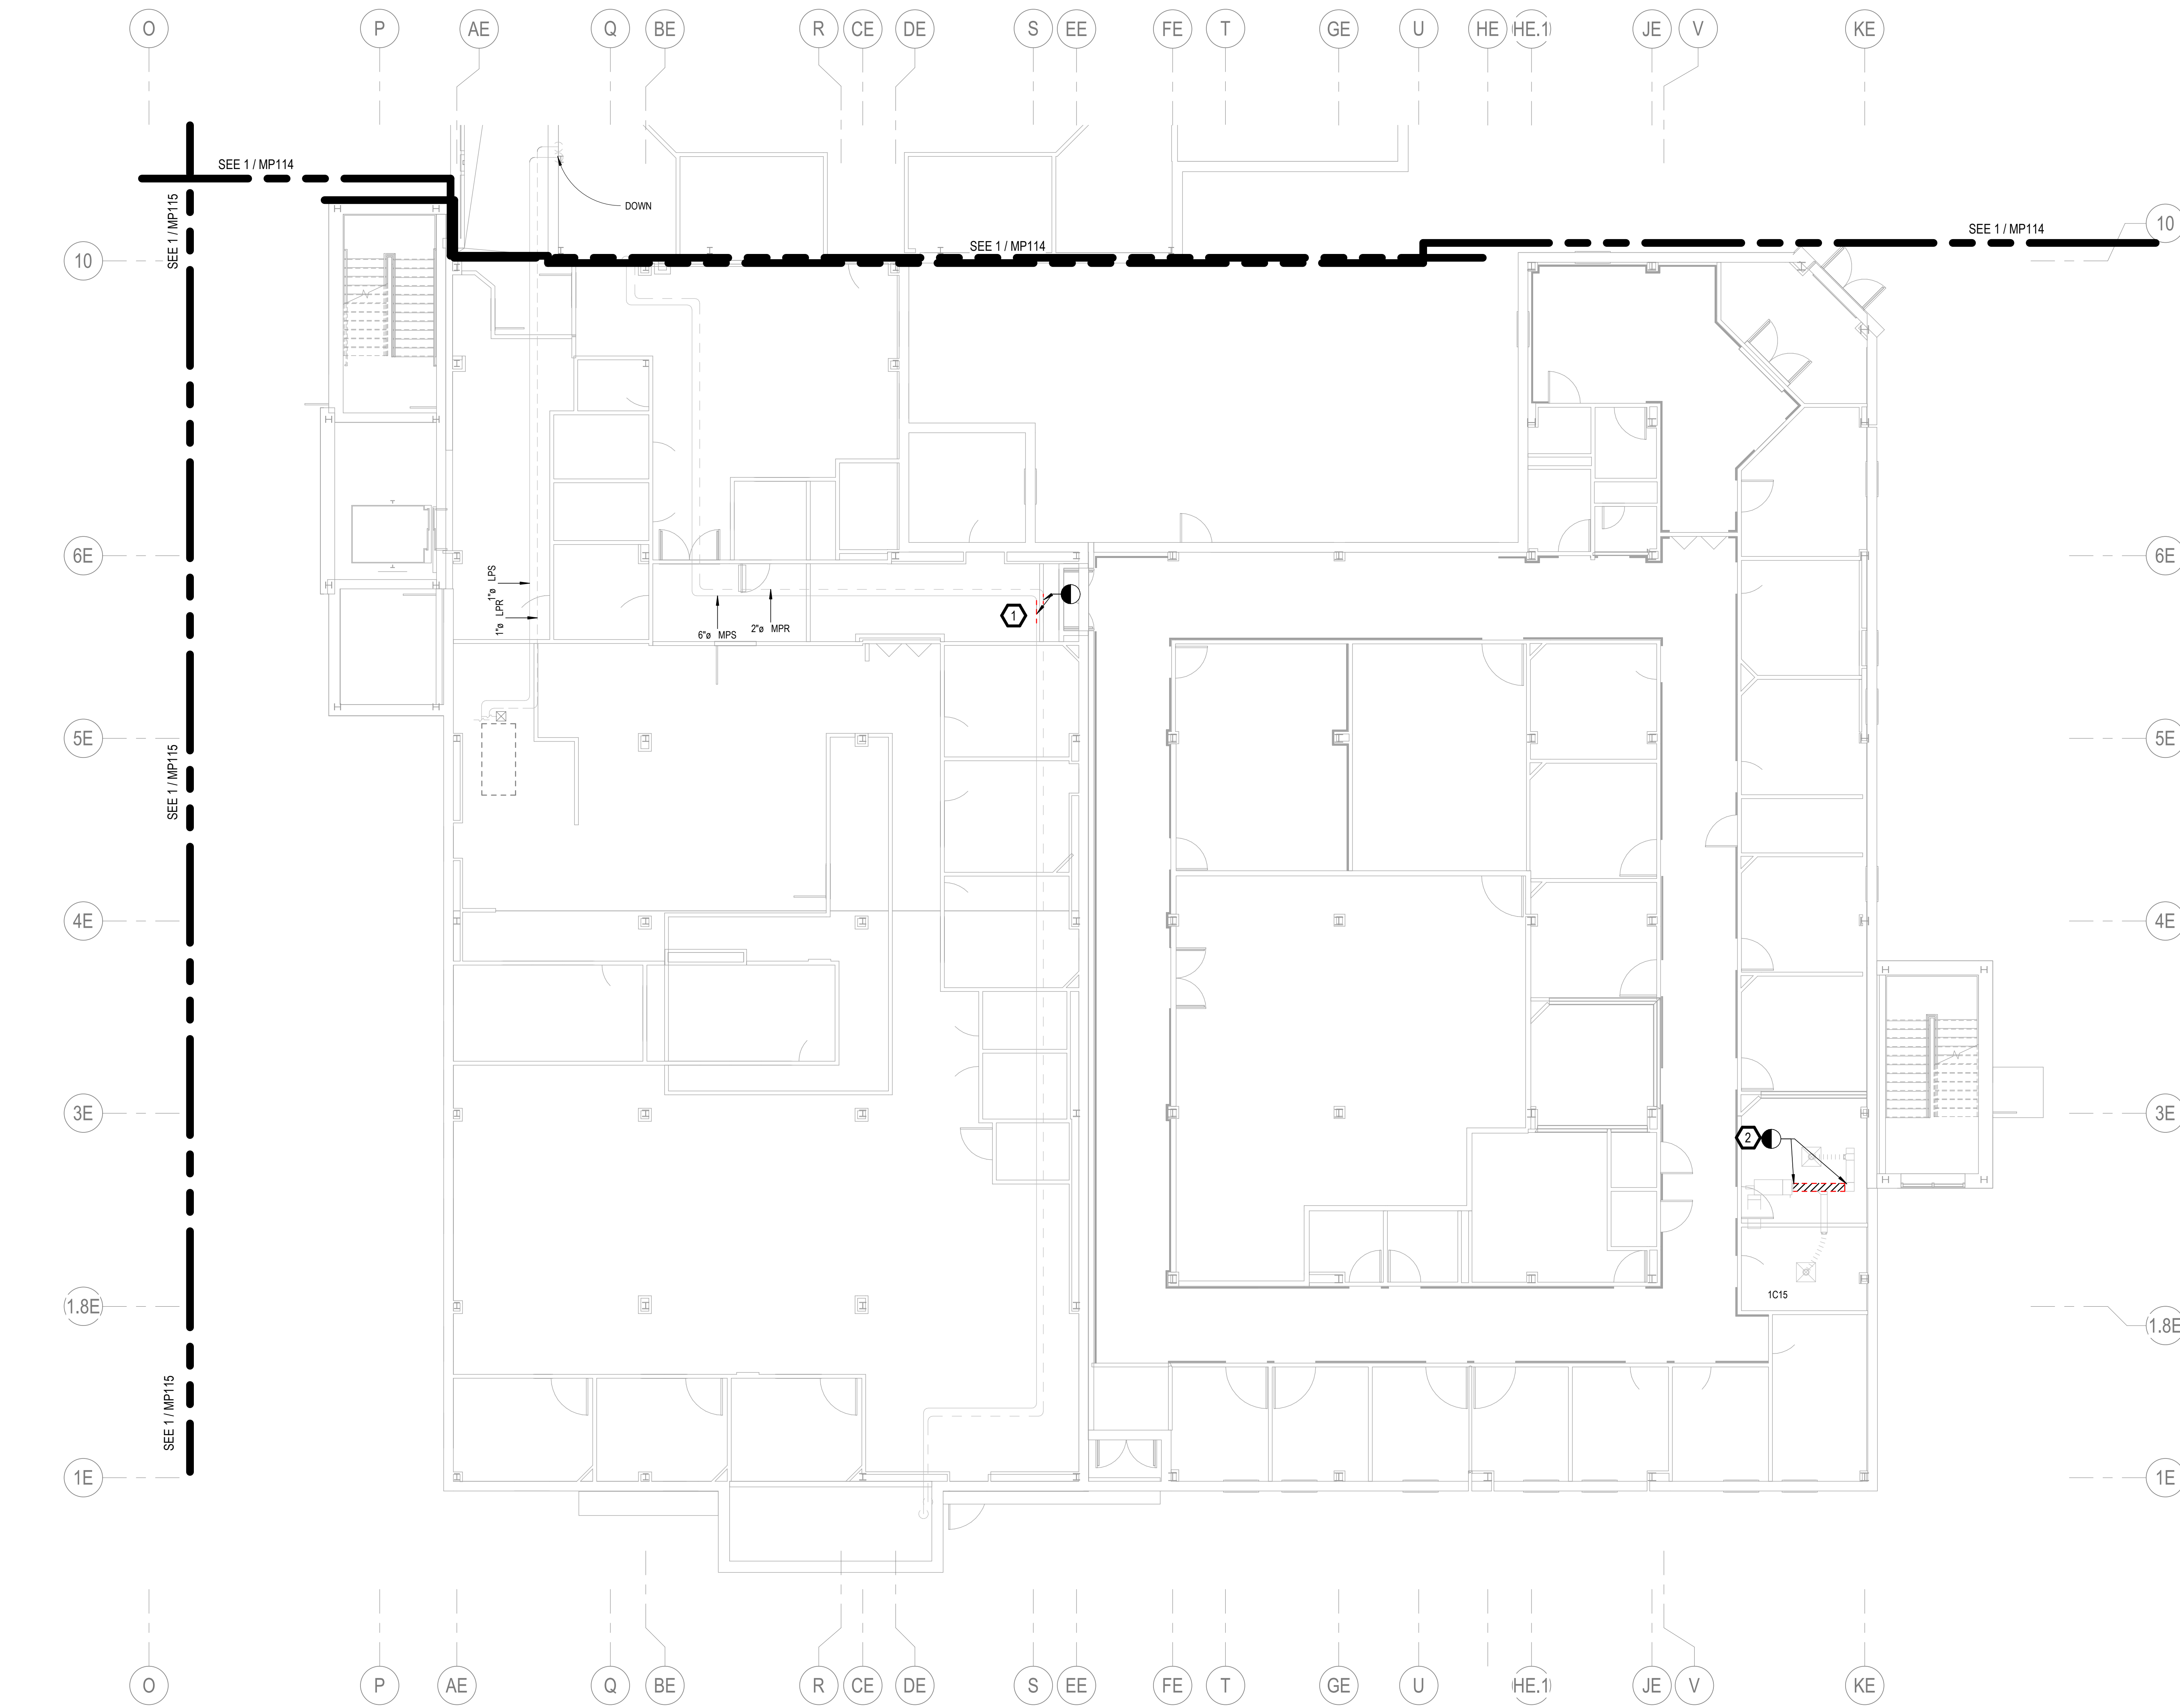 O P AE Q BE R CE DE S EE FE T GE U HE HE.1 JE V KE
SEE 1 / MP114
SEE 1 / MP115
DOWN
SEE 1 / MP114
SEE 1 / MP114
10
10
6E
6E
1"ø LPS
1"ø LPR
6"ø MPS
2"ø MPR
1
5E
5E
SEE 1 / MP115
4E
4E
3E
3E
2
1C15
1.8E
1.8E
SEE 1 / MP115
1E
1E
O P AE Q BE R CE DE S EE FE T GE U HE.1 JE V KE